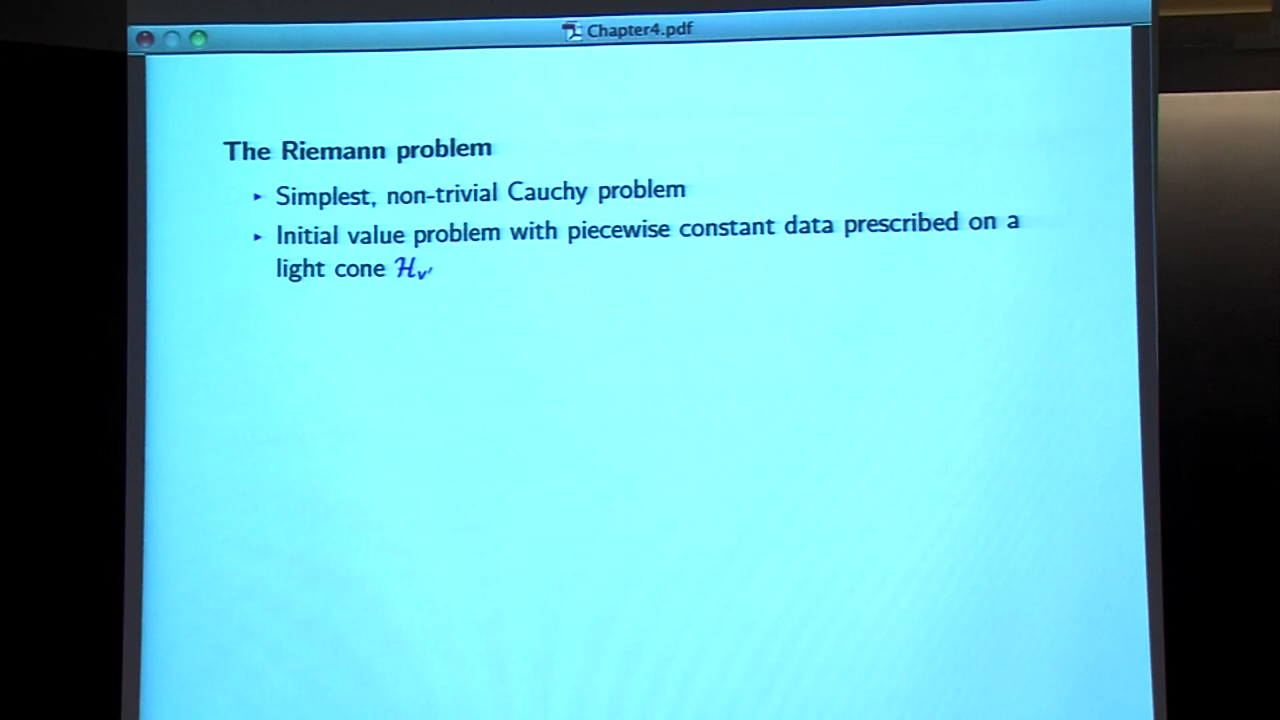 Chapter4.pdf
The Riemann problem
▸ Simplest, non-trivial Cauchy problem
▸ Initial value problem with piecewise constant data prescribed on a
light cone ℋᵥ′